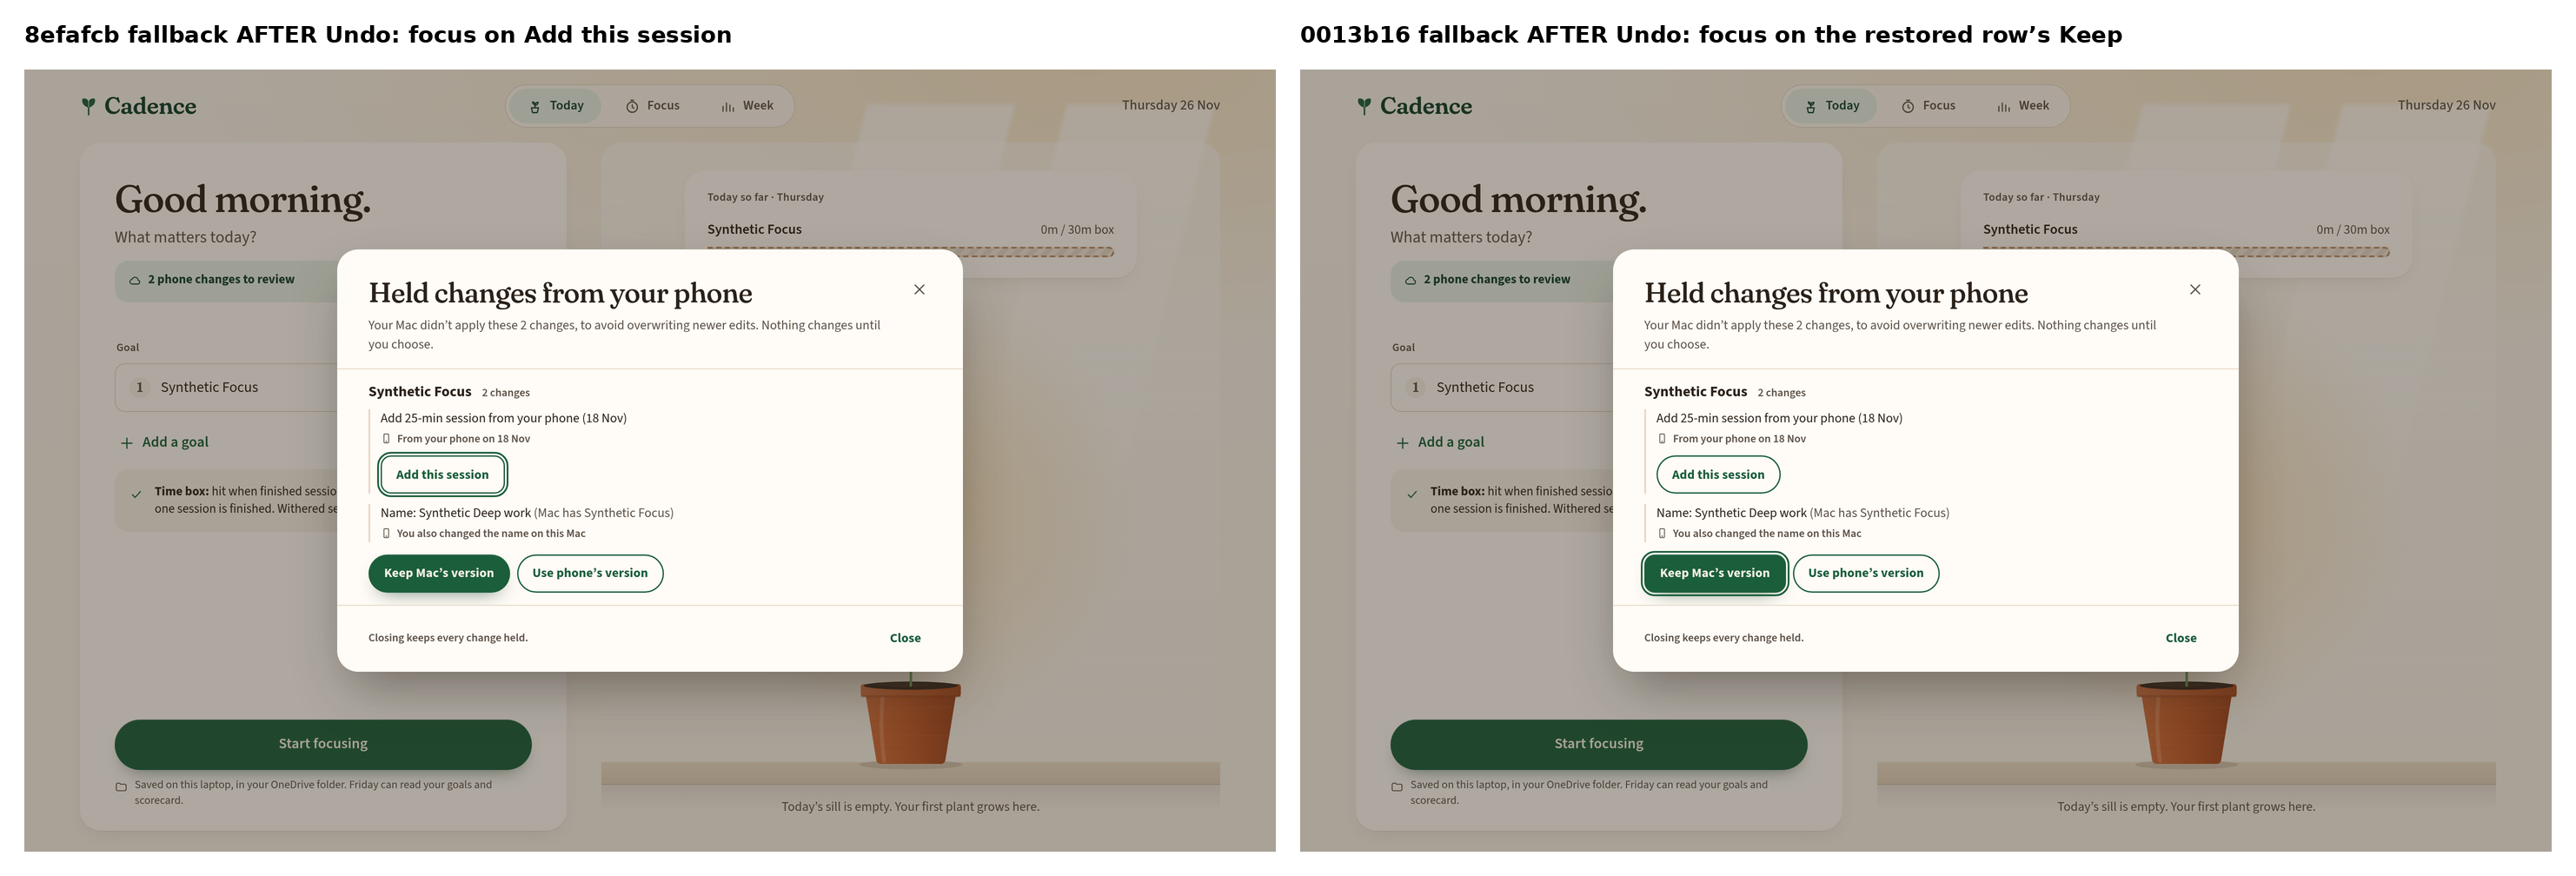 8efafcb fallback AFTER Undo: focus on Add this session
Cadence
Today
Focus
Week
Thursday 26 Nov
Good morning.
What matters today?
2 phone changes to review
Goal
1 Synthetic Focus
Add a goal
Time box: hit when finished sessio
one session is finished. Withered se
Today so far · Thursday
Synthetic Focus 0m / 30m box
Held changes from your phone
Your Mac didn’t apply these 2 changes, to avoid overwriting newer edits. Nothing changes until
you choose.
Synthetic Focus 2 changes
Add 25-min session from your phone (18 Nov)
From your phone on 18 Nov
Add this session
Name: Synthetic Deep work (Mac has Synthetic Focus)
You also changed the name on this Mac
Keep Mac’s version Use phone’s version
Closing keeps every change held. Close
Start focusing
Saved on this laptop, in your OneDrive folder. Friday can read your goals and
scorecard.
Today’s sill is empty. Your first plant grows here.
0013b16 fallback AFTER Undo: focus on the restored row’s Keep
Cadence
Today
Focus
Week
Thursday 26 Nov
Good morning.
What matters today?
2 phone changes to review
Goal
1 Synthetic Focus
Add a goal
Time box: hit when finished sessio
one session is finished. Withered se
Today so far · Thursday
Synthetic Focus 0m / 30m box
Held changes from your phone
Your Mac didn’t apply these 2 changes, to avoid overwriting newer edits. Nothing changes until
you choose.
Synthetic Focus 2 changes
Add 25-min session from your phone (18 Nov)
From your phone on 18 Nov
Add this session
Name: Synthetic Deep work (Mac has Synthetic Focus)
You also changed the name on this Mac
Keep Mac’s version Use phone’s version
Closing keeps every change held. Close
Start focusing
Saved on this laptop, in your OneDrive folder. Friday can read your goals and
scorecard.
Today’s sill is empty. Your first plant grows here.